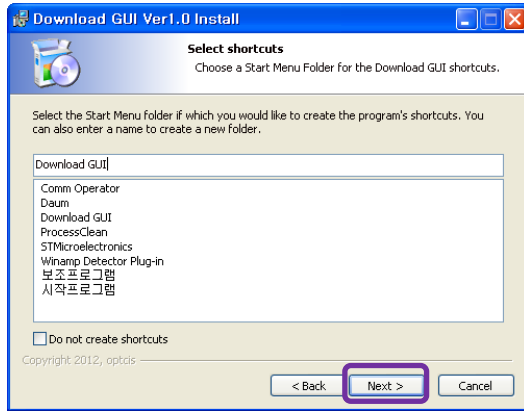 Download GUI Ver1.0 Install
Select shortcuts
Choose a Start Menu Folder for the Download GUI shortcuts.
Select the Start Menu folder if which you would like to create the program's shortcuts. You
can also enter a name to create a new folder.
Download GUI
Comm Operator
Daum
Download GUI
ProcessClean
STMicroelectronics
Winamp Detector Plug-in
보조프로그램
시작프로그램
Do not create shortcuts
Copyright 2012, optcis
< Back Next > Cancel